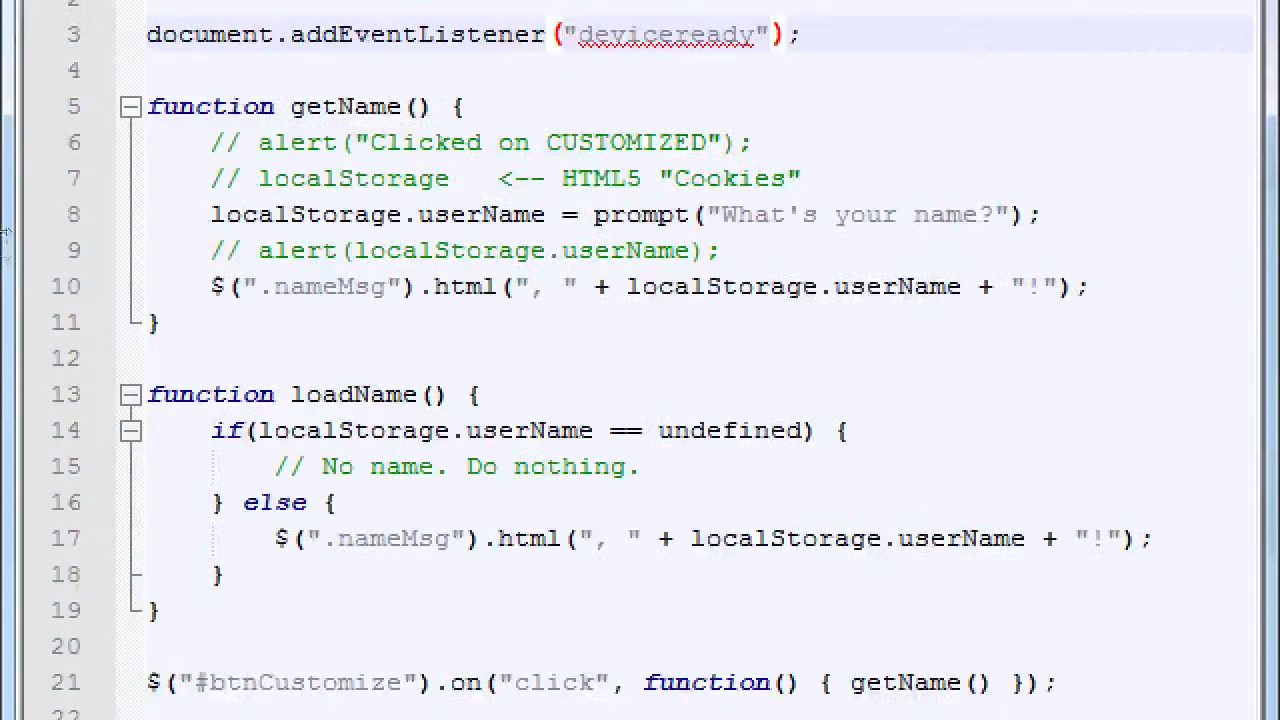 2
3 document.addEventListener("deviceready");
4
5 function getName() {
6 // alert("Clicked on CUSTOMIZED");
7 // localStorage <-- HTML5 "Cookies"
8 localStorage.userName = prompt("What's your name?");
9 // alert(localStorage.userName);
10 $(".nameMsg").html(", " + localStorage.userName + "!");
11 }
12
13 function loadName() {
14 if(localStorage.userName == undefined) {
15 // No name. Do nothing.
16 } else {
17 $(".nameMsg").html(", " + localStorage.userName + "!");
18 }
19 }
20
21 $("#btnCustomize").on("click", function() { getName() });
22